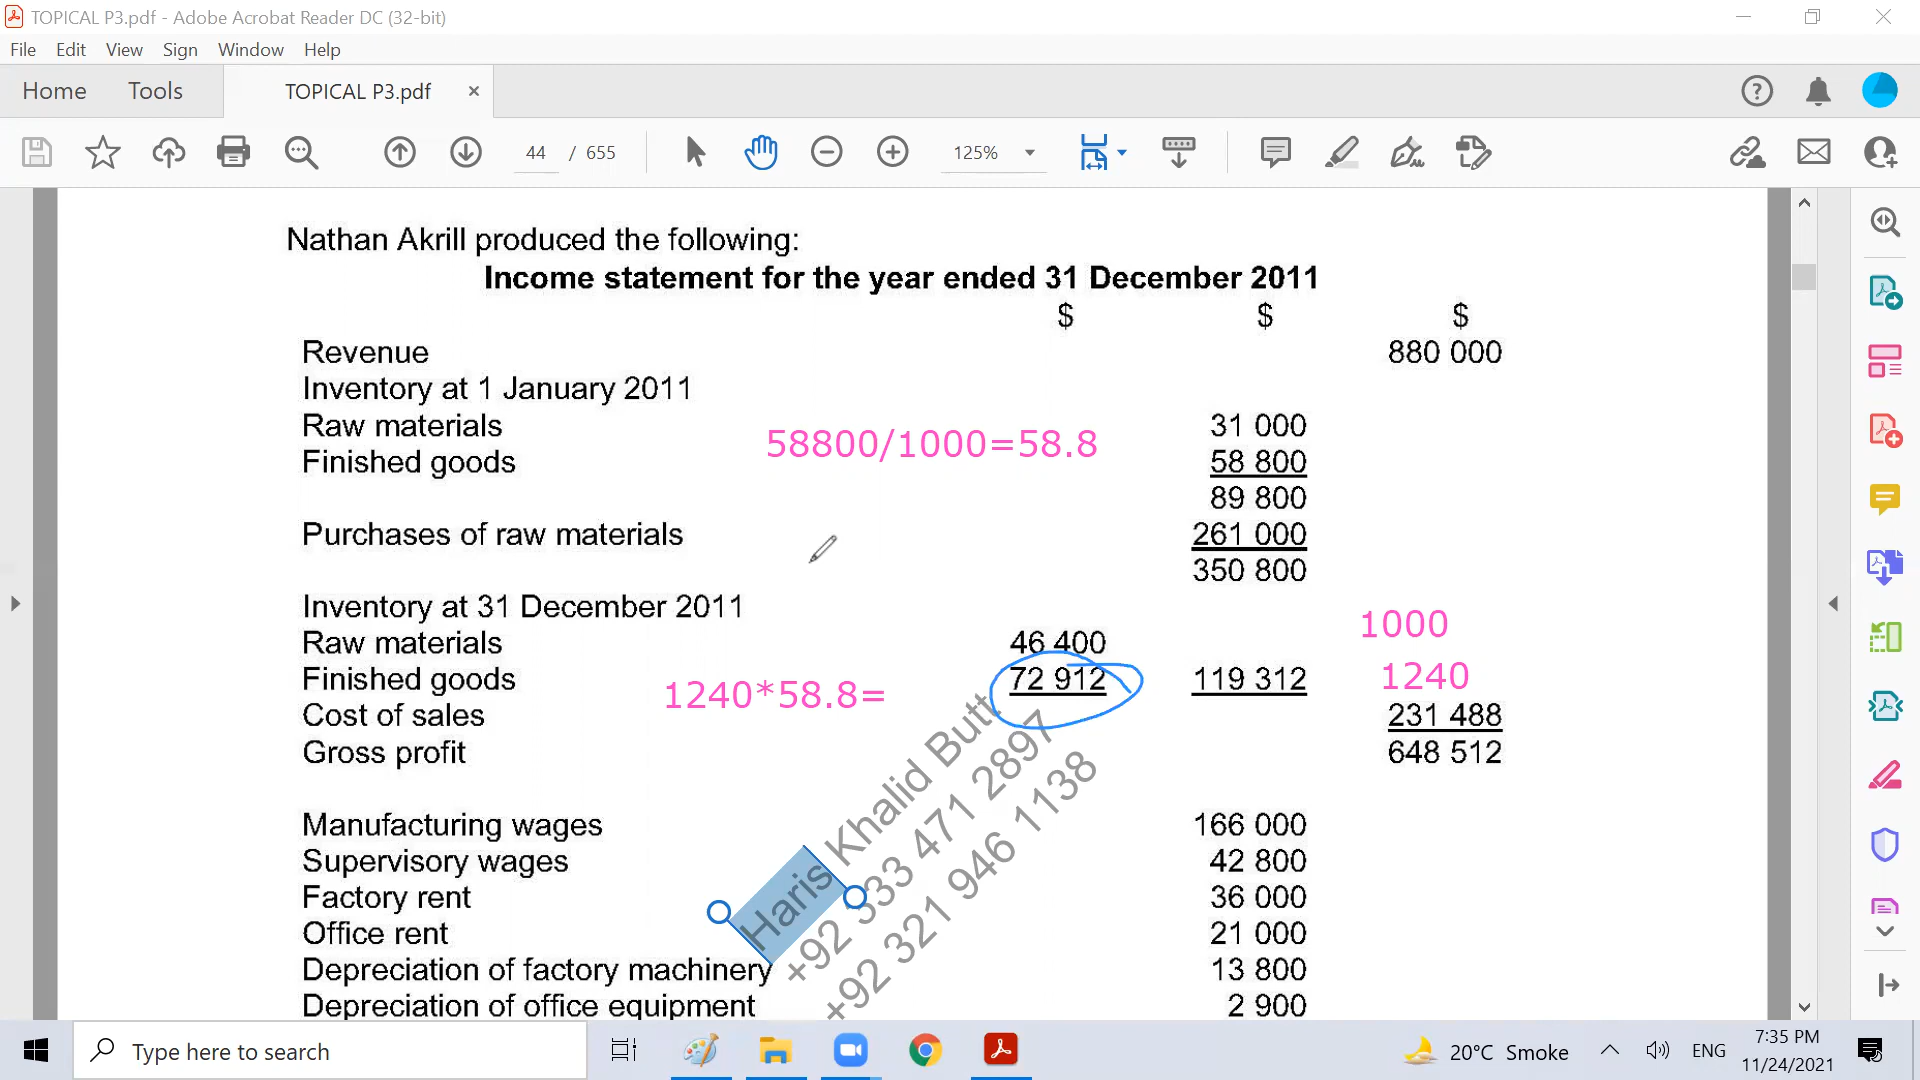 TOPICAL P3.pdf - Adobe Acrobat Reader DC (32-bit)
File Edit View Sign Window Help
Home Tools TOPICAL P3.pdf ×
44 / 655 125%
Nathan Akrill produced the following:
Income statement for the year ended 31 December 2011
$ $ $
Revenue 880 000
Inventory at 1 January 2011
Raw materials 31 000
58800/1000=58.8
Finished goods 58 800
89 800
Purchases of raw materials 261 000
350 800
Inventory at 31 December 2011
1000
Raw materials 46 400
Finished goods 72 912 119 312
1240*58.8= 1240
Cost of sales 231 488
Gross profit 648 512
Manufacturing wages 166 000
Supervisory wages 42 800
Factory rent 36 000
Office rent 21 000
Depreciation of factory machinery 13 800
Depreciation of office equipment 2 900
Haris Khalid Butt
+92 333 471 2897
+92 321 946 1138
Type here to search
20°C Smoke ENG
7:35 PM
11/24/2021